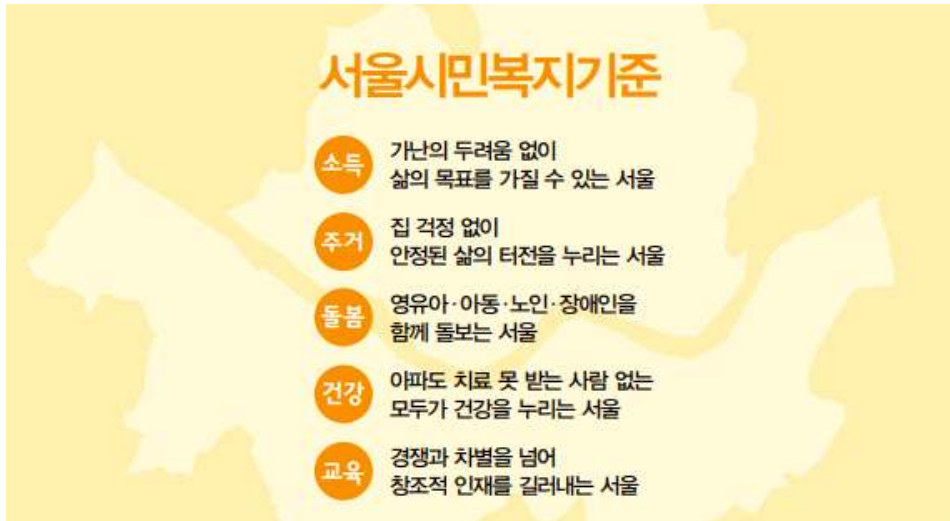 서울시민복지기준
소득
가난의 두려움 없이
삶의 목표를 가질 수 있는 서울
주거
집 걱정 없이
안정된 삶의 터전을 누리는 서울
돌봄
영유아·아동·노인·장애인을
함께 돌보는 서울
건강
아파도 치료 못 받는 사람 없는
모두가 건강을 누리는 서울
교육
경쟁과 차별을 넘어
창조적 인재를 길러내는 서울